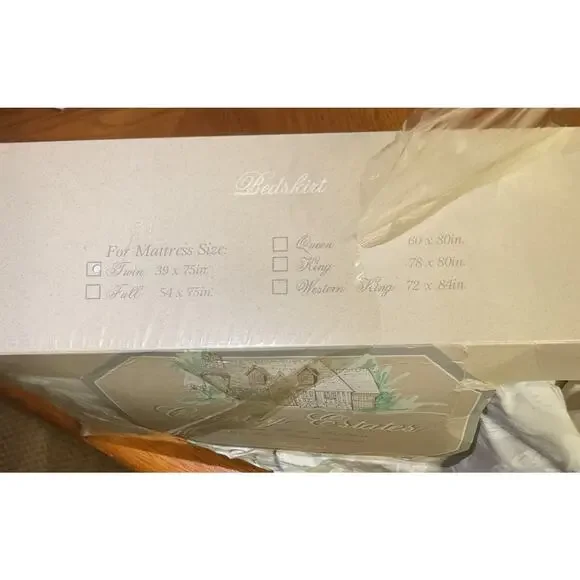 Bedskirt
For Mattress Size:
Twin 39 x 75in.
Full 54 x 75in.
Queen 60 x 80in.
King 78 x 80in.
Western King 72 x 84in.
Estates